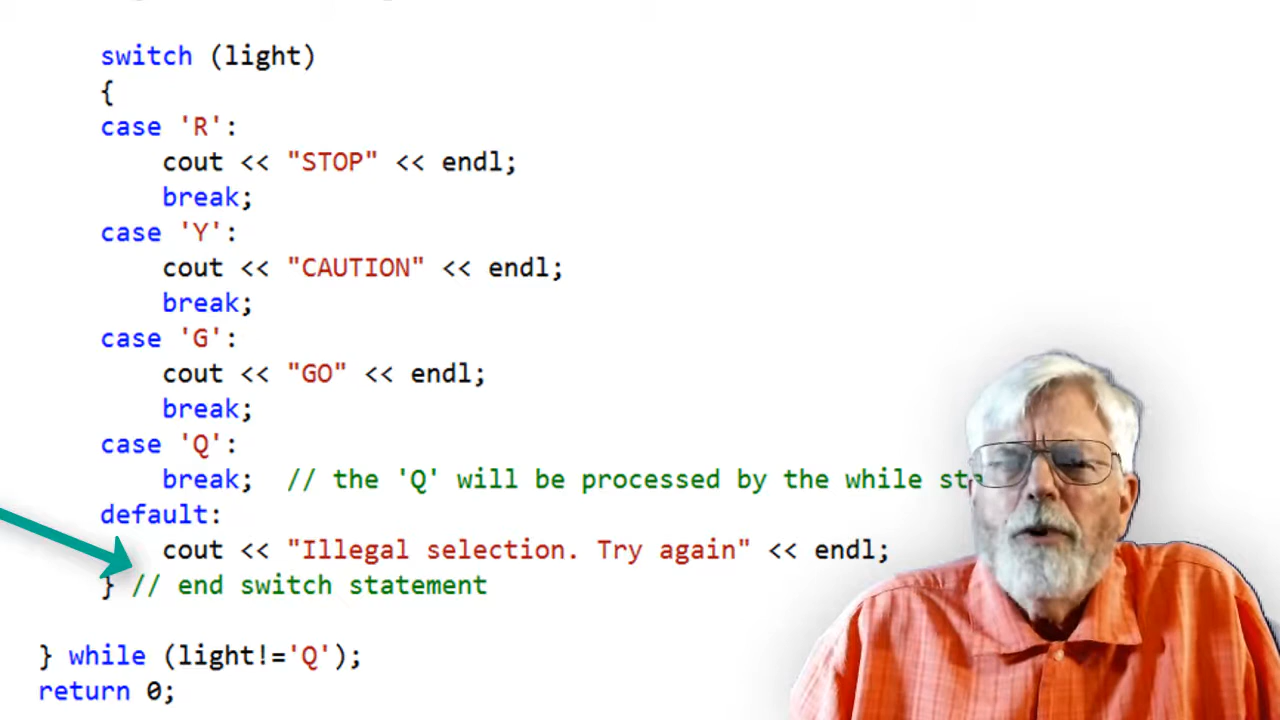 switch (light)
{
case 'R':
cout << "STOP" << endl;
break;
case 'Y':
cout << "CAUTION" << endl;
break;
case 'G':
cout << "GO" << endl;
break;
case 'Q':
break; // the 'Q' will be processed by the while
default:
cout << "Illegal selection. Try again" << endl;
} // end switch statement
} while (light!='Q');
return 0;